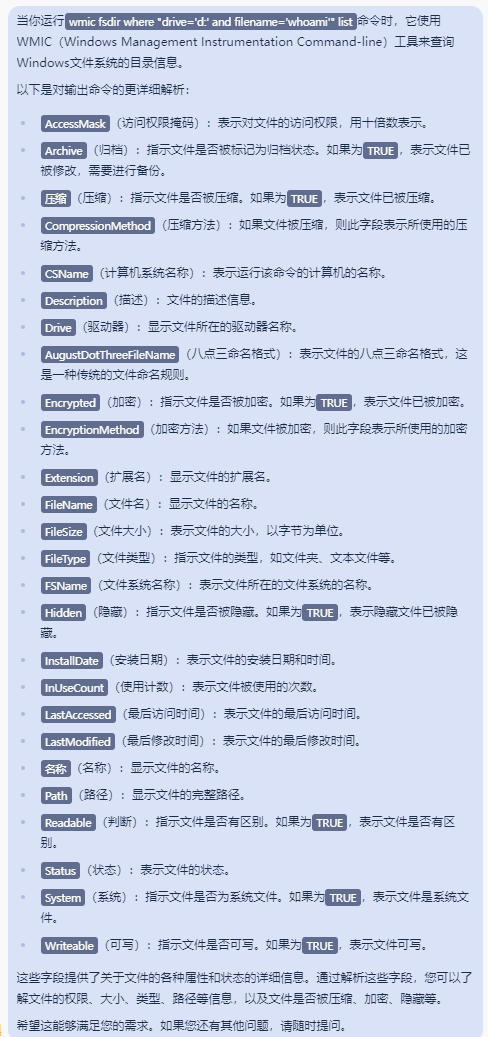 当你运行 wmic fsdir where "drive='d:' and filename='whoami'" list 命令时，它使用
WMIC（Windows Management Instrumentation Command-line）工具来查询
Windows文件系统的目录信息。
以下是对输出命令的更详细解析：
AccessMask （访问权限掩码）：表示对文件的访问权限，用十倍数表示。
Archive （归档）：指示文件是否被标记为归档状态。如果为 TRUE ，表示文件已
被修改，需要进行备份。
压缩 （压缩）：指示文件是否被压缩。如果为 TRUE ，表示文件已被压缩。
CompressionMethod （压缩方法）：如果文件被压缩，则此字段表示所使用的压
缩方法。
CSName （计算机系统名称）：表示运行该命令的计算机的名称。
Description （描述）：文件的描述信息。
Drive （驱动器）：显示文件所在的驱动器名称。
AugustDotThreeFileName （八点三命名格式）：表示文件的八点三命名格式，这
是一种传统的文件命名规则。
Encrypted （加密）：指示文件是否被加密。如果为 TRUE ，表示文件已被加密。
EncryptionMethod （加密方法）：如果文件被加密，则此字段表示所使用的加密
方法。
Extension （扩展名）：显示文件的扩展名。
FileName （文件名）：显示文件的名称。
FileSize （文件大小）：表示文件的大小，以字节为单位。
FileType （文件类型）：指示文件的类型，如文件夹、文本文件等。
FSName （文件系统名称）：表示文件所在的文件系统的名称。
Hidden （隐藏）：指示文件是否被隐藏。如果为 TRUE ，表示隐藏文件已被隐
藏。
InstallDate （安装日期）：表示文件的安装日期和时间。
InUseCount （使用计数）：表示文件被使用的次数。
LastAccessed （最后访问时间）：表示文件的最后访问时间。
LastModified （最后修改时间）：表示文件的最后修改时间。
名称 （名称）：显示文件的名称。
Path （路径）：显示文件的完整路径。
Readable （判断）：指示文件是否有区别。如果为 TRUE ，表示文件是否有区
别。
Status （状态）：表示文件的状态。
System （系统）：指示文件是否为系统文件。如果为 TRUE ，表示文件是系统文
件。
Writeable （可写）：指示文件是否可写。如果为 TRUE ，表示文件可写。
这些字段提供了关于文件的各种属性和状态的详细信息。通过解析这些字段，您可以了
解文件的权限、大小、类型、路径等信息，以及文件是否被压缩、加密、隐藏等。
希望这能够满足您的需求。如果您还有其他问题，请随时提问。